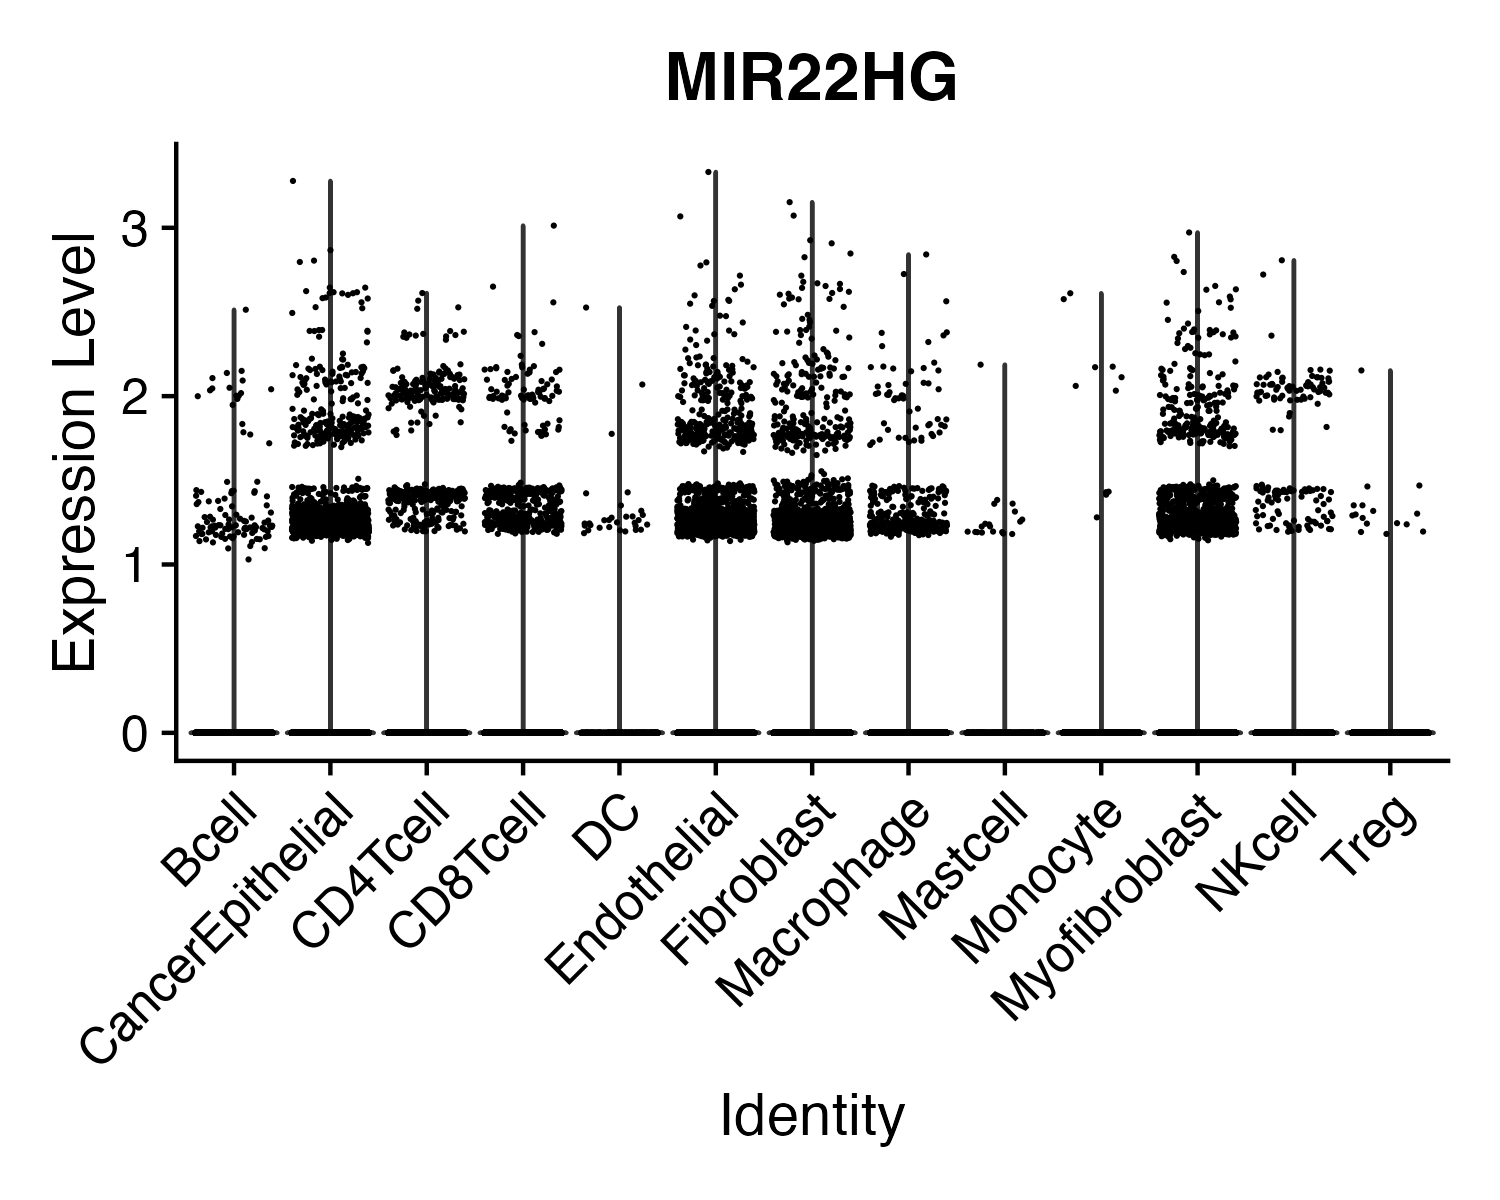 MIR22HG
Expression Level
3
2
1
0
Bcell
CancerEpithelial
CD4Tcell
CD8Tcell
DC
Endothelial
Fibroblast
Macrophage
Mastcell
Monocyte
Myofibroblast
NKcell
Treg
Identity